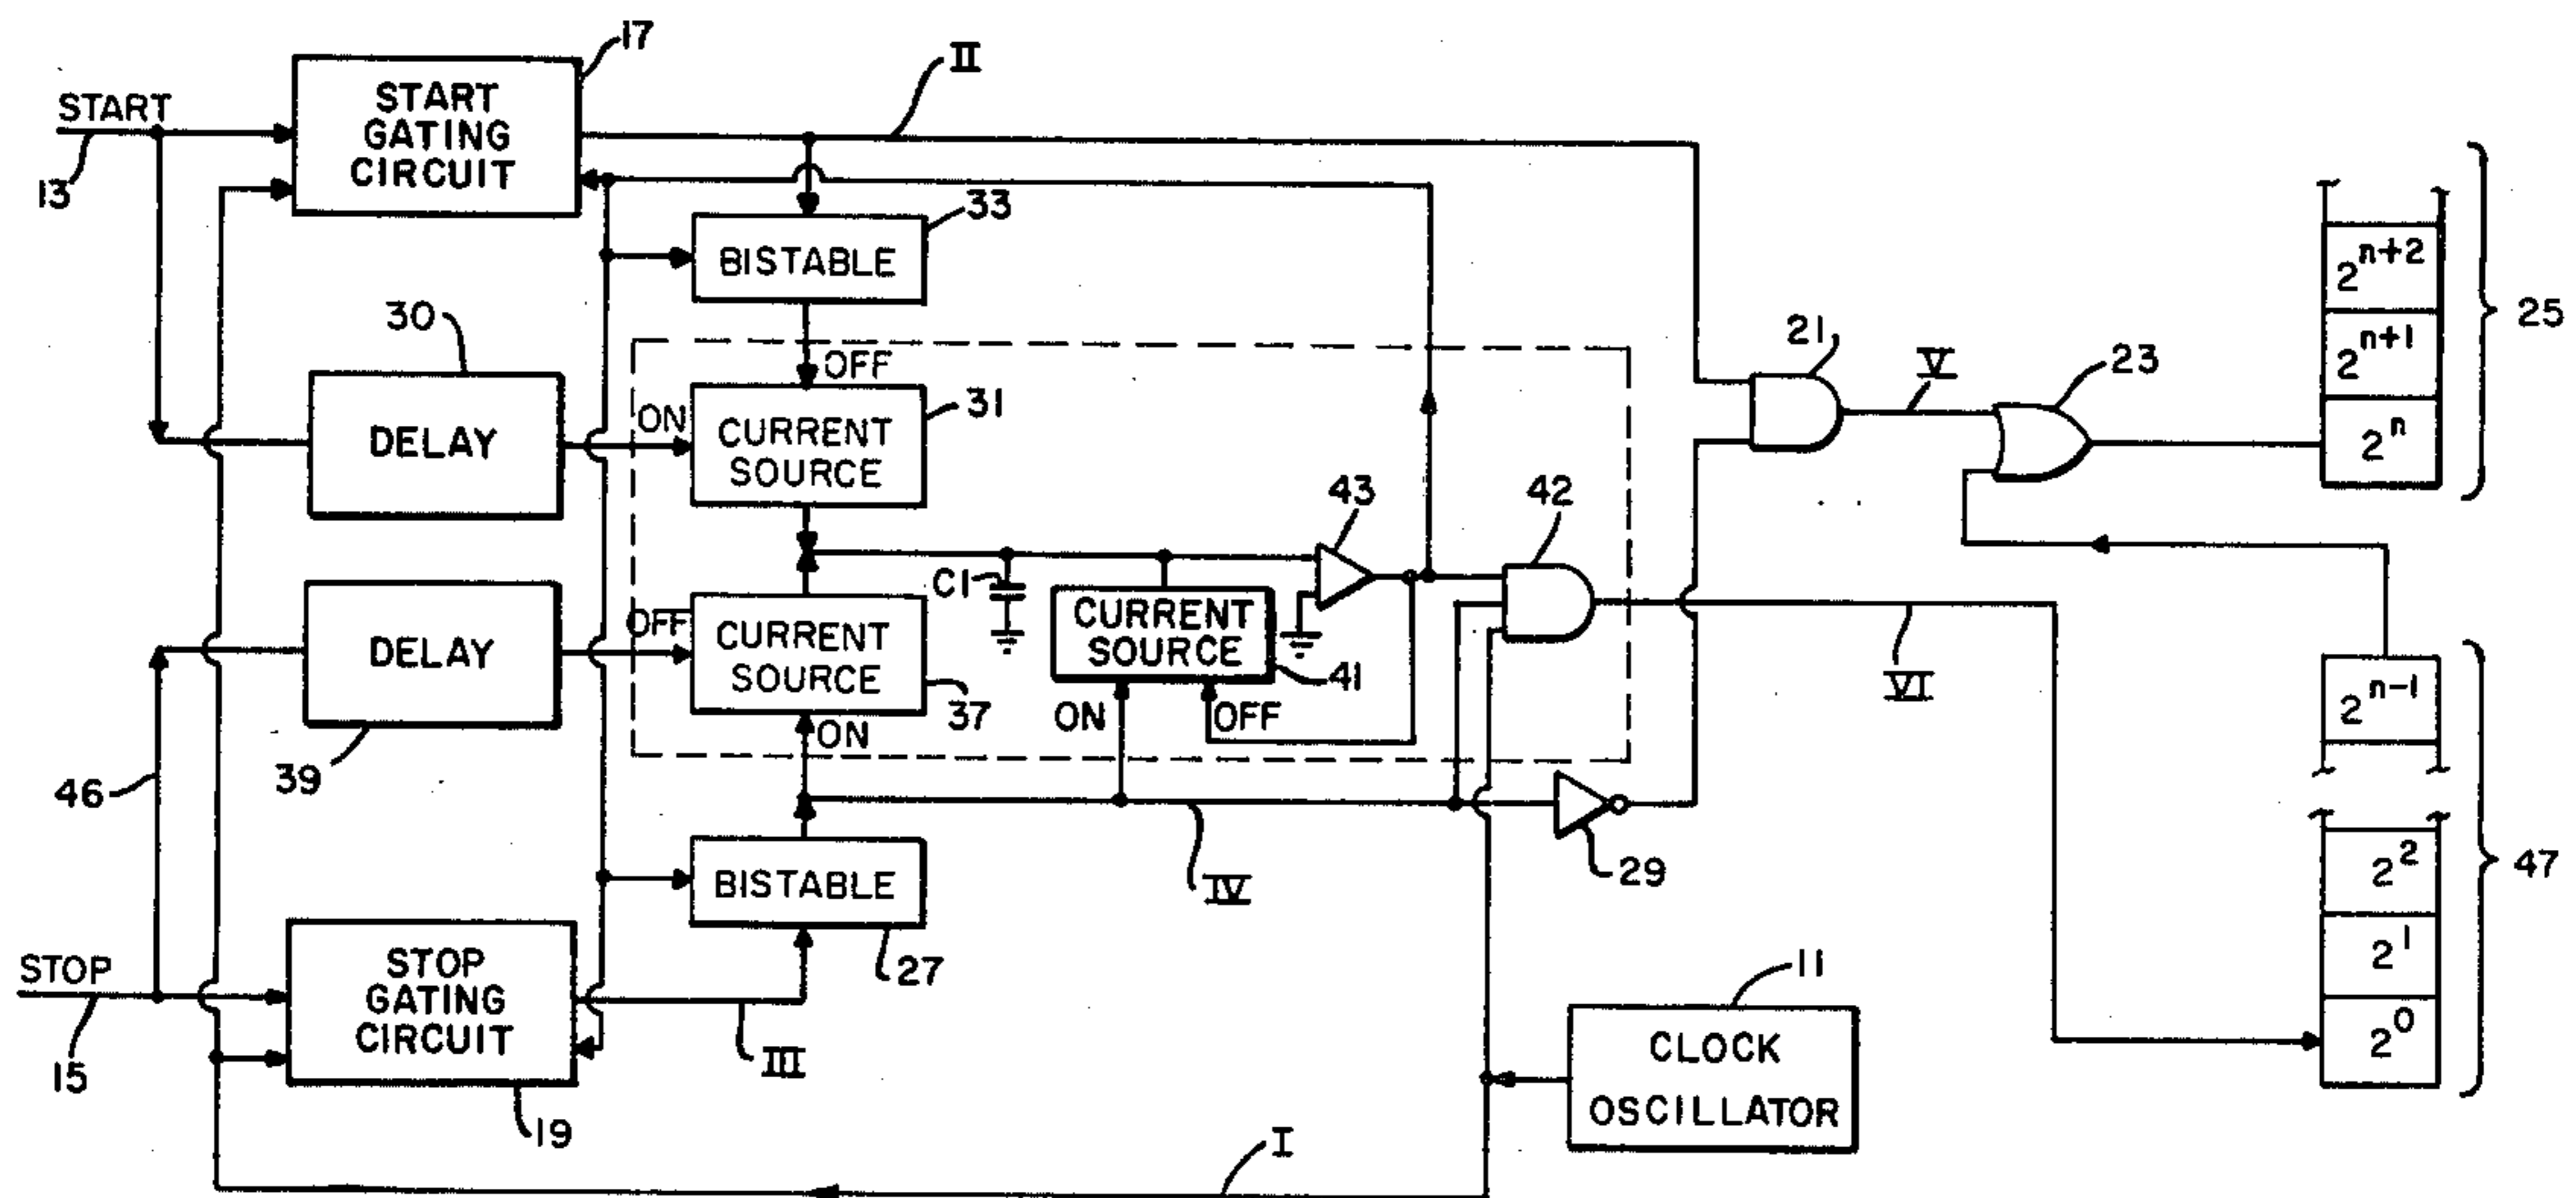 17
II
START
START
GATING
CIRCUIT
13
33
BISTABLE
2^{n+2}
30
OFF
21
25
2^{n+1}
V
23
ON
31
DELAY
CURRENT
SOURCE
2^n
43
42
C1
OFF
CURRENT
SOURCE
DELAY
CURRENT
SOURCE
41
VI
2^{n-1}
37
ON
OFF
ON
39
46
29
2^2
47
BISTABLE
IV
STOP
27
2^1
STOP
GATING
CIRCUIT
11
15
III
CLOCK
OSCILLATOR
2^0
19
I